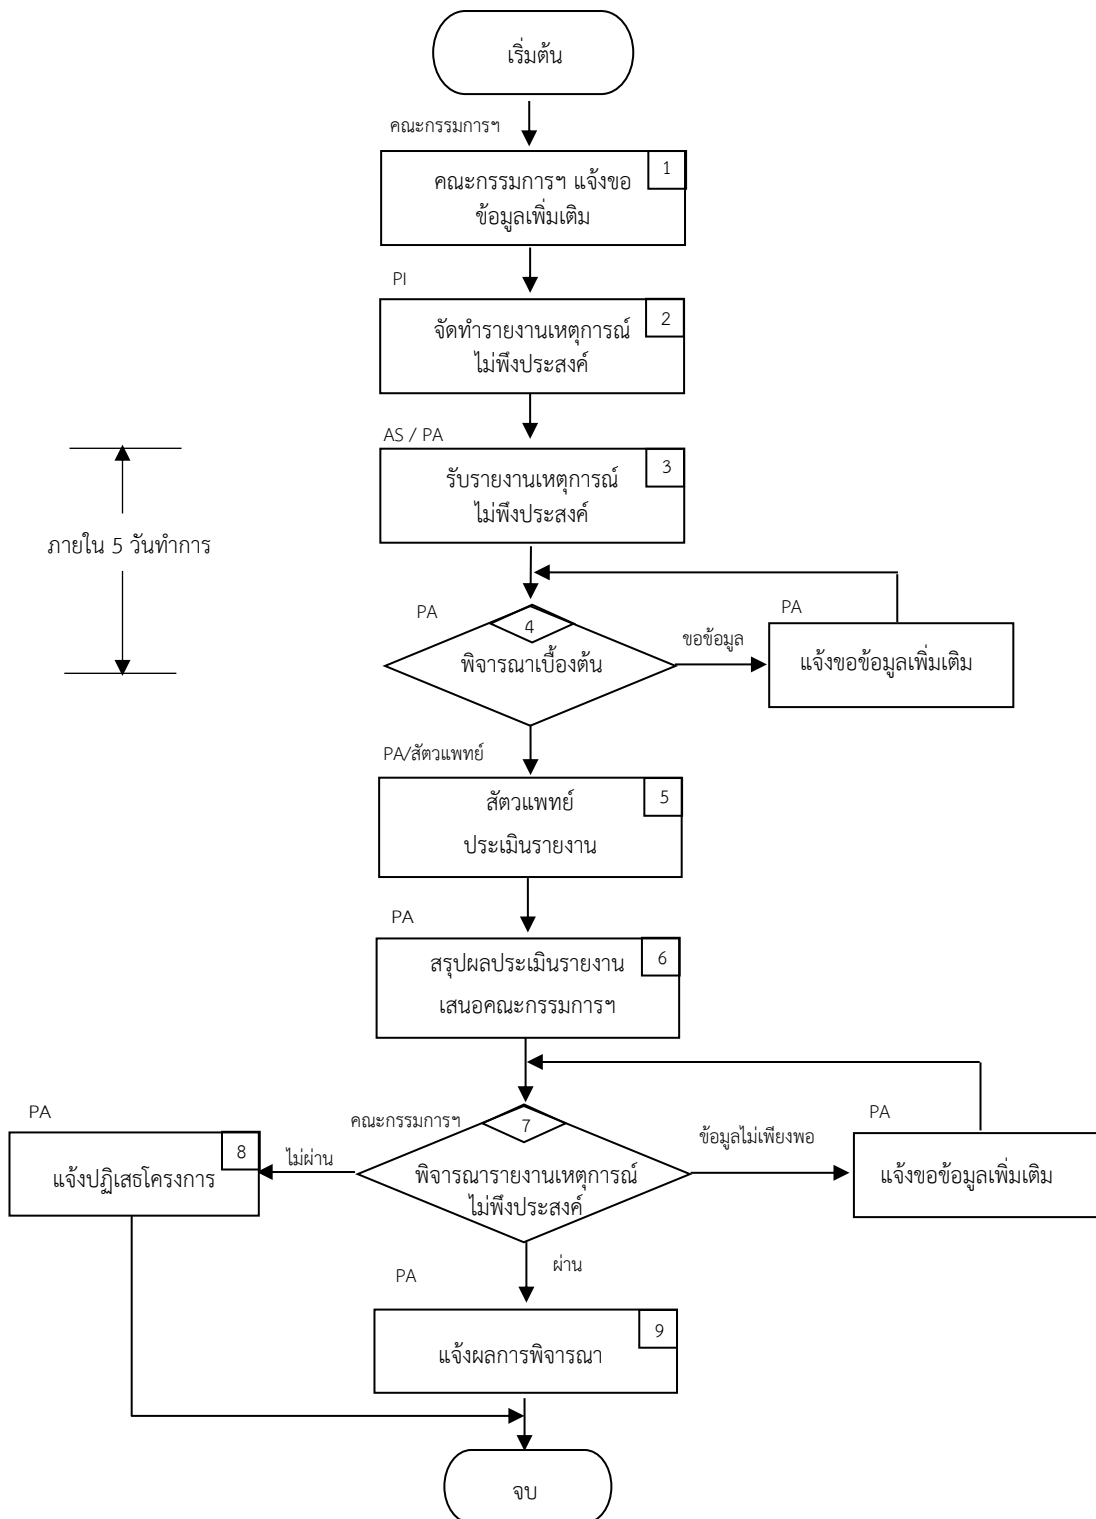 เริ่มต้น
คณะกรรมการฯ
1
คณะกรรมการฯ แจ้งขอ
ข้อมูลเพิ่มเติม
PI
2
จัดทำรายงานเหตุการณ์
ไม่พึงประสงค์
AS / PA
3
รับรายงานเหตุการณ์
ไม่พึงประสงค์
ภายใน 5 วันทำการ
PA
4
พิจารณาเบื้องต้น
ขอข้อมูล
PA
แจ้งขอข้อมูลเพิ่มเติม
PA/สัตวแพทย์
5
สัตวแพทย์
ประเมินรายงาน
PA
6
สรุปผลประเมินรายงาน
เสนอคณะกรรมการฯ
PA
8
แจ้งปฏิเสธโครงการ
ไม่ผ่าน
คณะกรรมการฯ
7
พิจารณารายงานเหตุการณ์
ไม่พึงประสงค์
ข้อมูลไม่เพียงพอ
PA
แจ้งขอข้อมูลเพิ่มเติม
ผ่าน
PA
9
แจ้งผลการพิจารณา
จบ